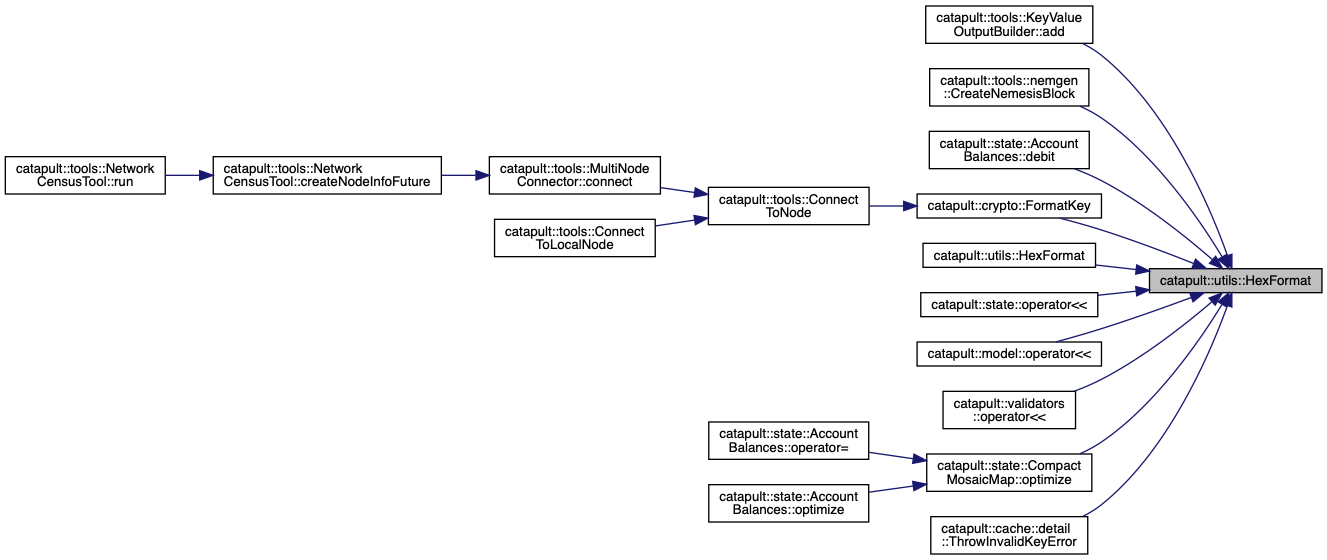 catapult::tools::KeyValue
OutputBuilder::add
catapult::tools::nemgen
::CreateNemesisBlock
catapult::state::Account
Balances::debit
catapult::tools::Network
CensusTool::run
catapult::tools::Network
CensusTool::createNodeInfoFuture
catapult::tools::MultiNode
Connector::connect
catapult::tools::Connect
ToNode
catapult::crypto::FormatKey
catapult::tools::Connect
ToLocalNode
catapult::utils::HexFormat
catapult::utils::HexFormat
catapult::state::operator<<
catapult::model::operator<<
catapult::validators
::operator<<
catapult::state::Account
Balances::operator=
catapult::state::Compact
MosaicMap::optimize
catapult::state::Account
Balances::optimize
catapult::cache::detail
::ThrowInvalidKeyError